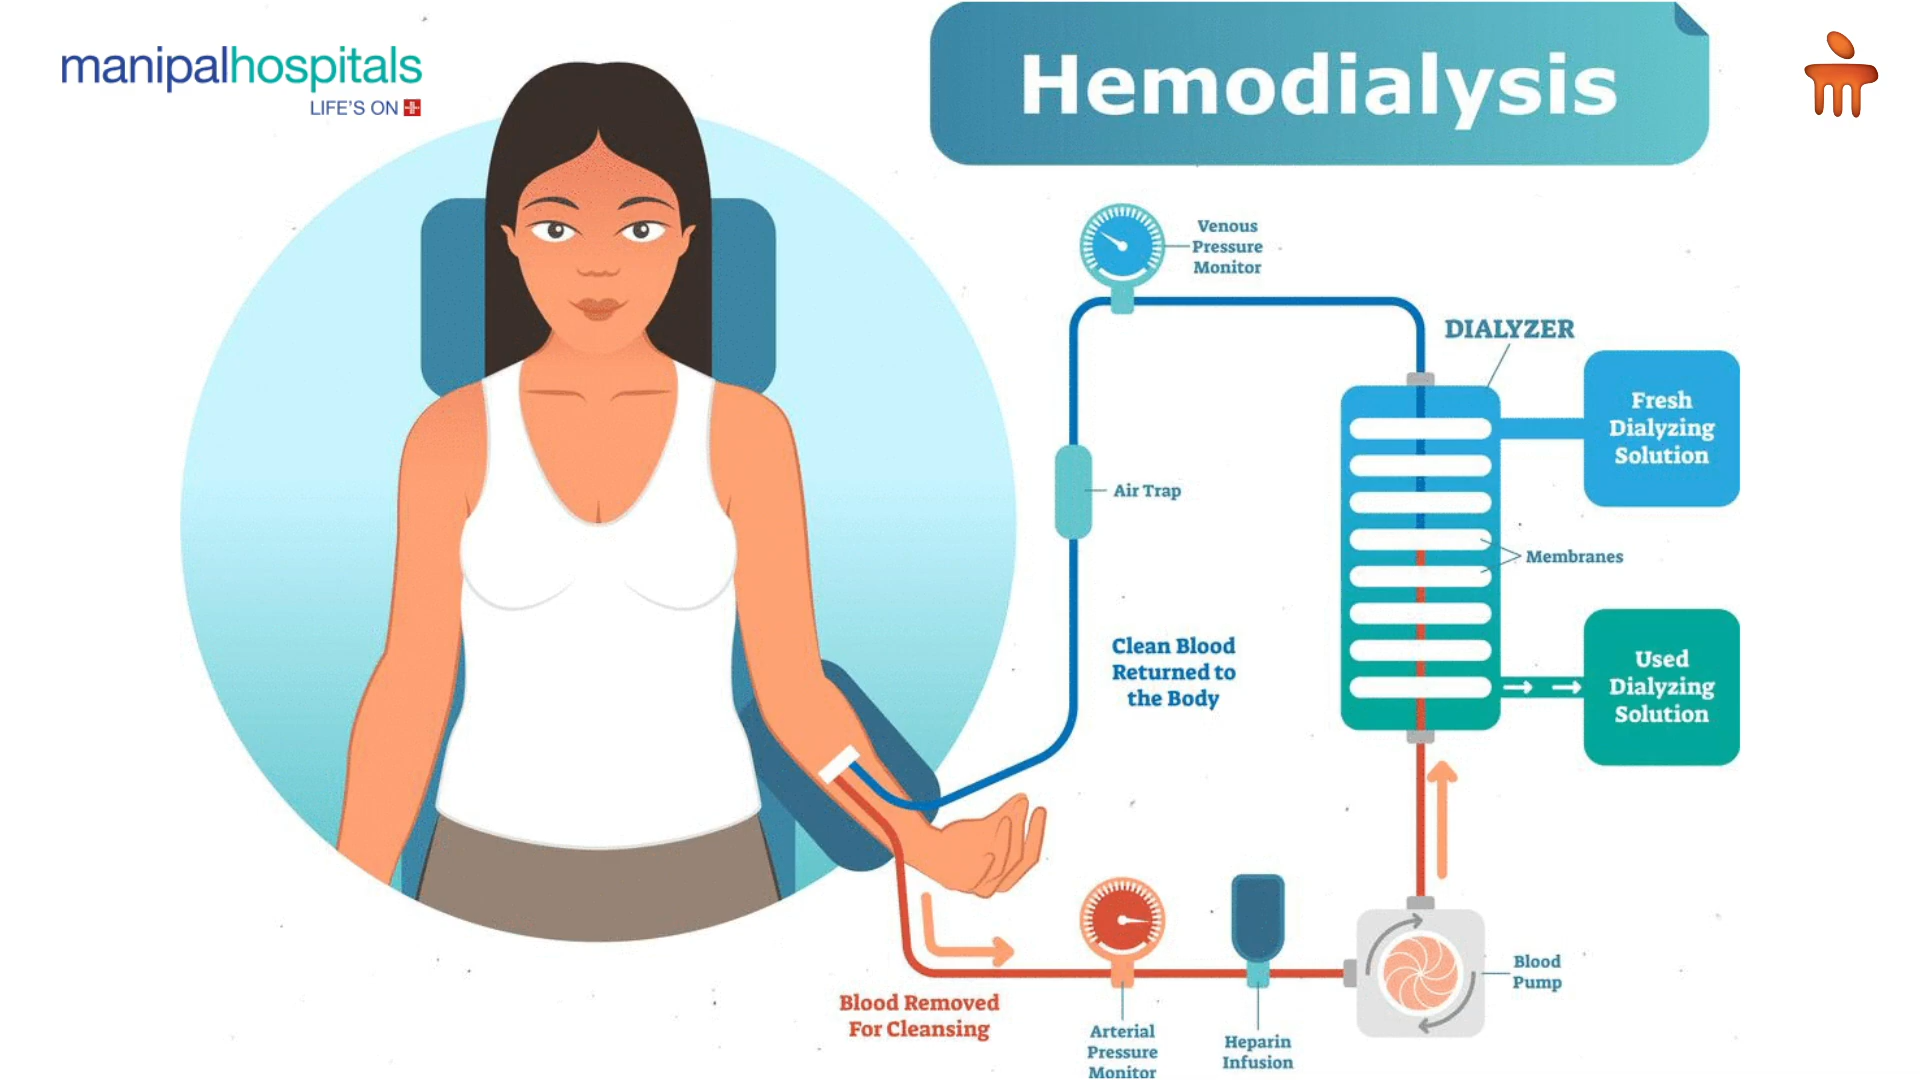 manipalhospitals
LIFE'S ON
Hemodialysis
Venous
Pressure
Monitor
DIALYZER
Fresh
Dialyzing
Solution
Air Trap
Membranes
Clean Blood
Returned to
the Body
Used
Dialyzing
Solution
Blood
Pump
Blood Removed
For Cleansing
Arterial
Pressure
Monitor
Heparin
Infusion